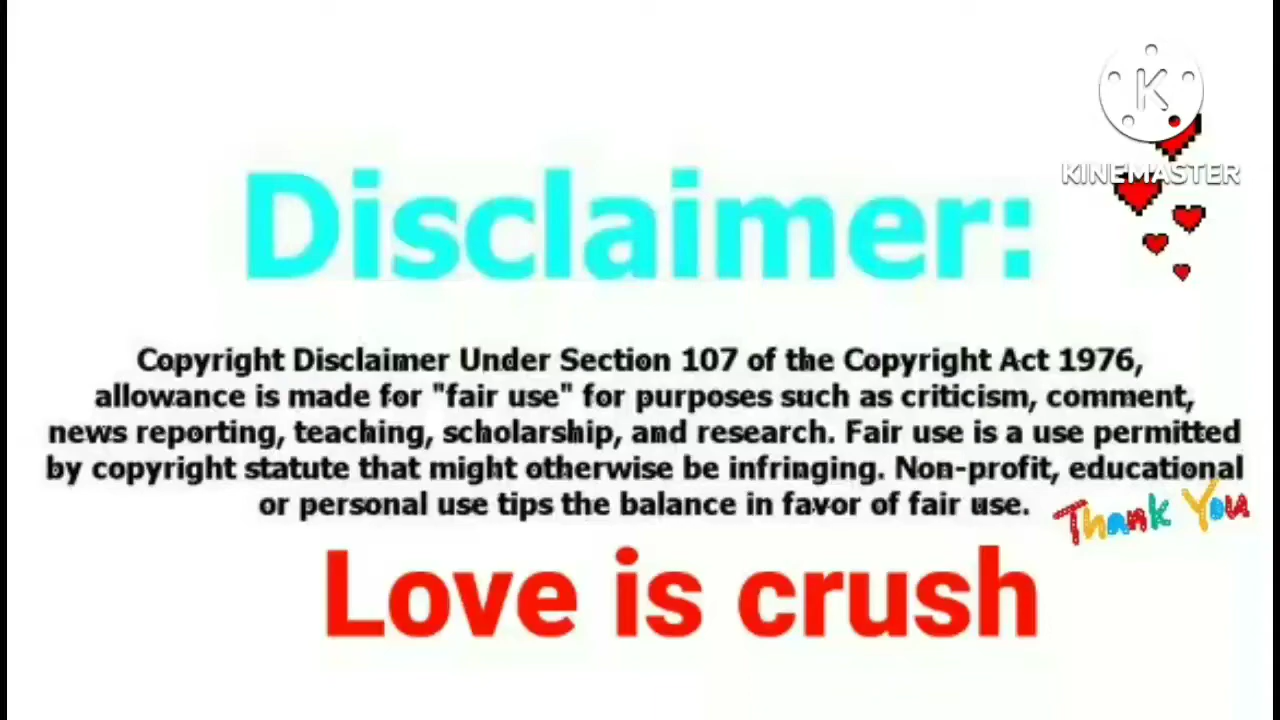 K
KINEMASTER
Disclaimer:
Copyright Disclaimer Under Section 107 of the Copyright Act 1976,
allowance is made for "fair use" for purposes such as criticism, comment,
news reporting, teaching, scholarship, and research. Fair use is a use permitted
by copyright statute that might otherwise be infringing. Non-profit, educational
or personal use tips the balance in favor of fair use.
Thank You
Love is crush